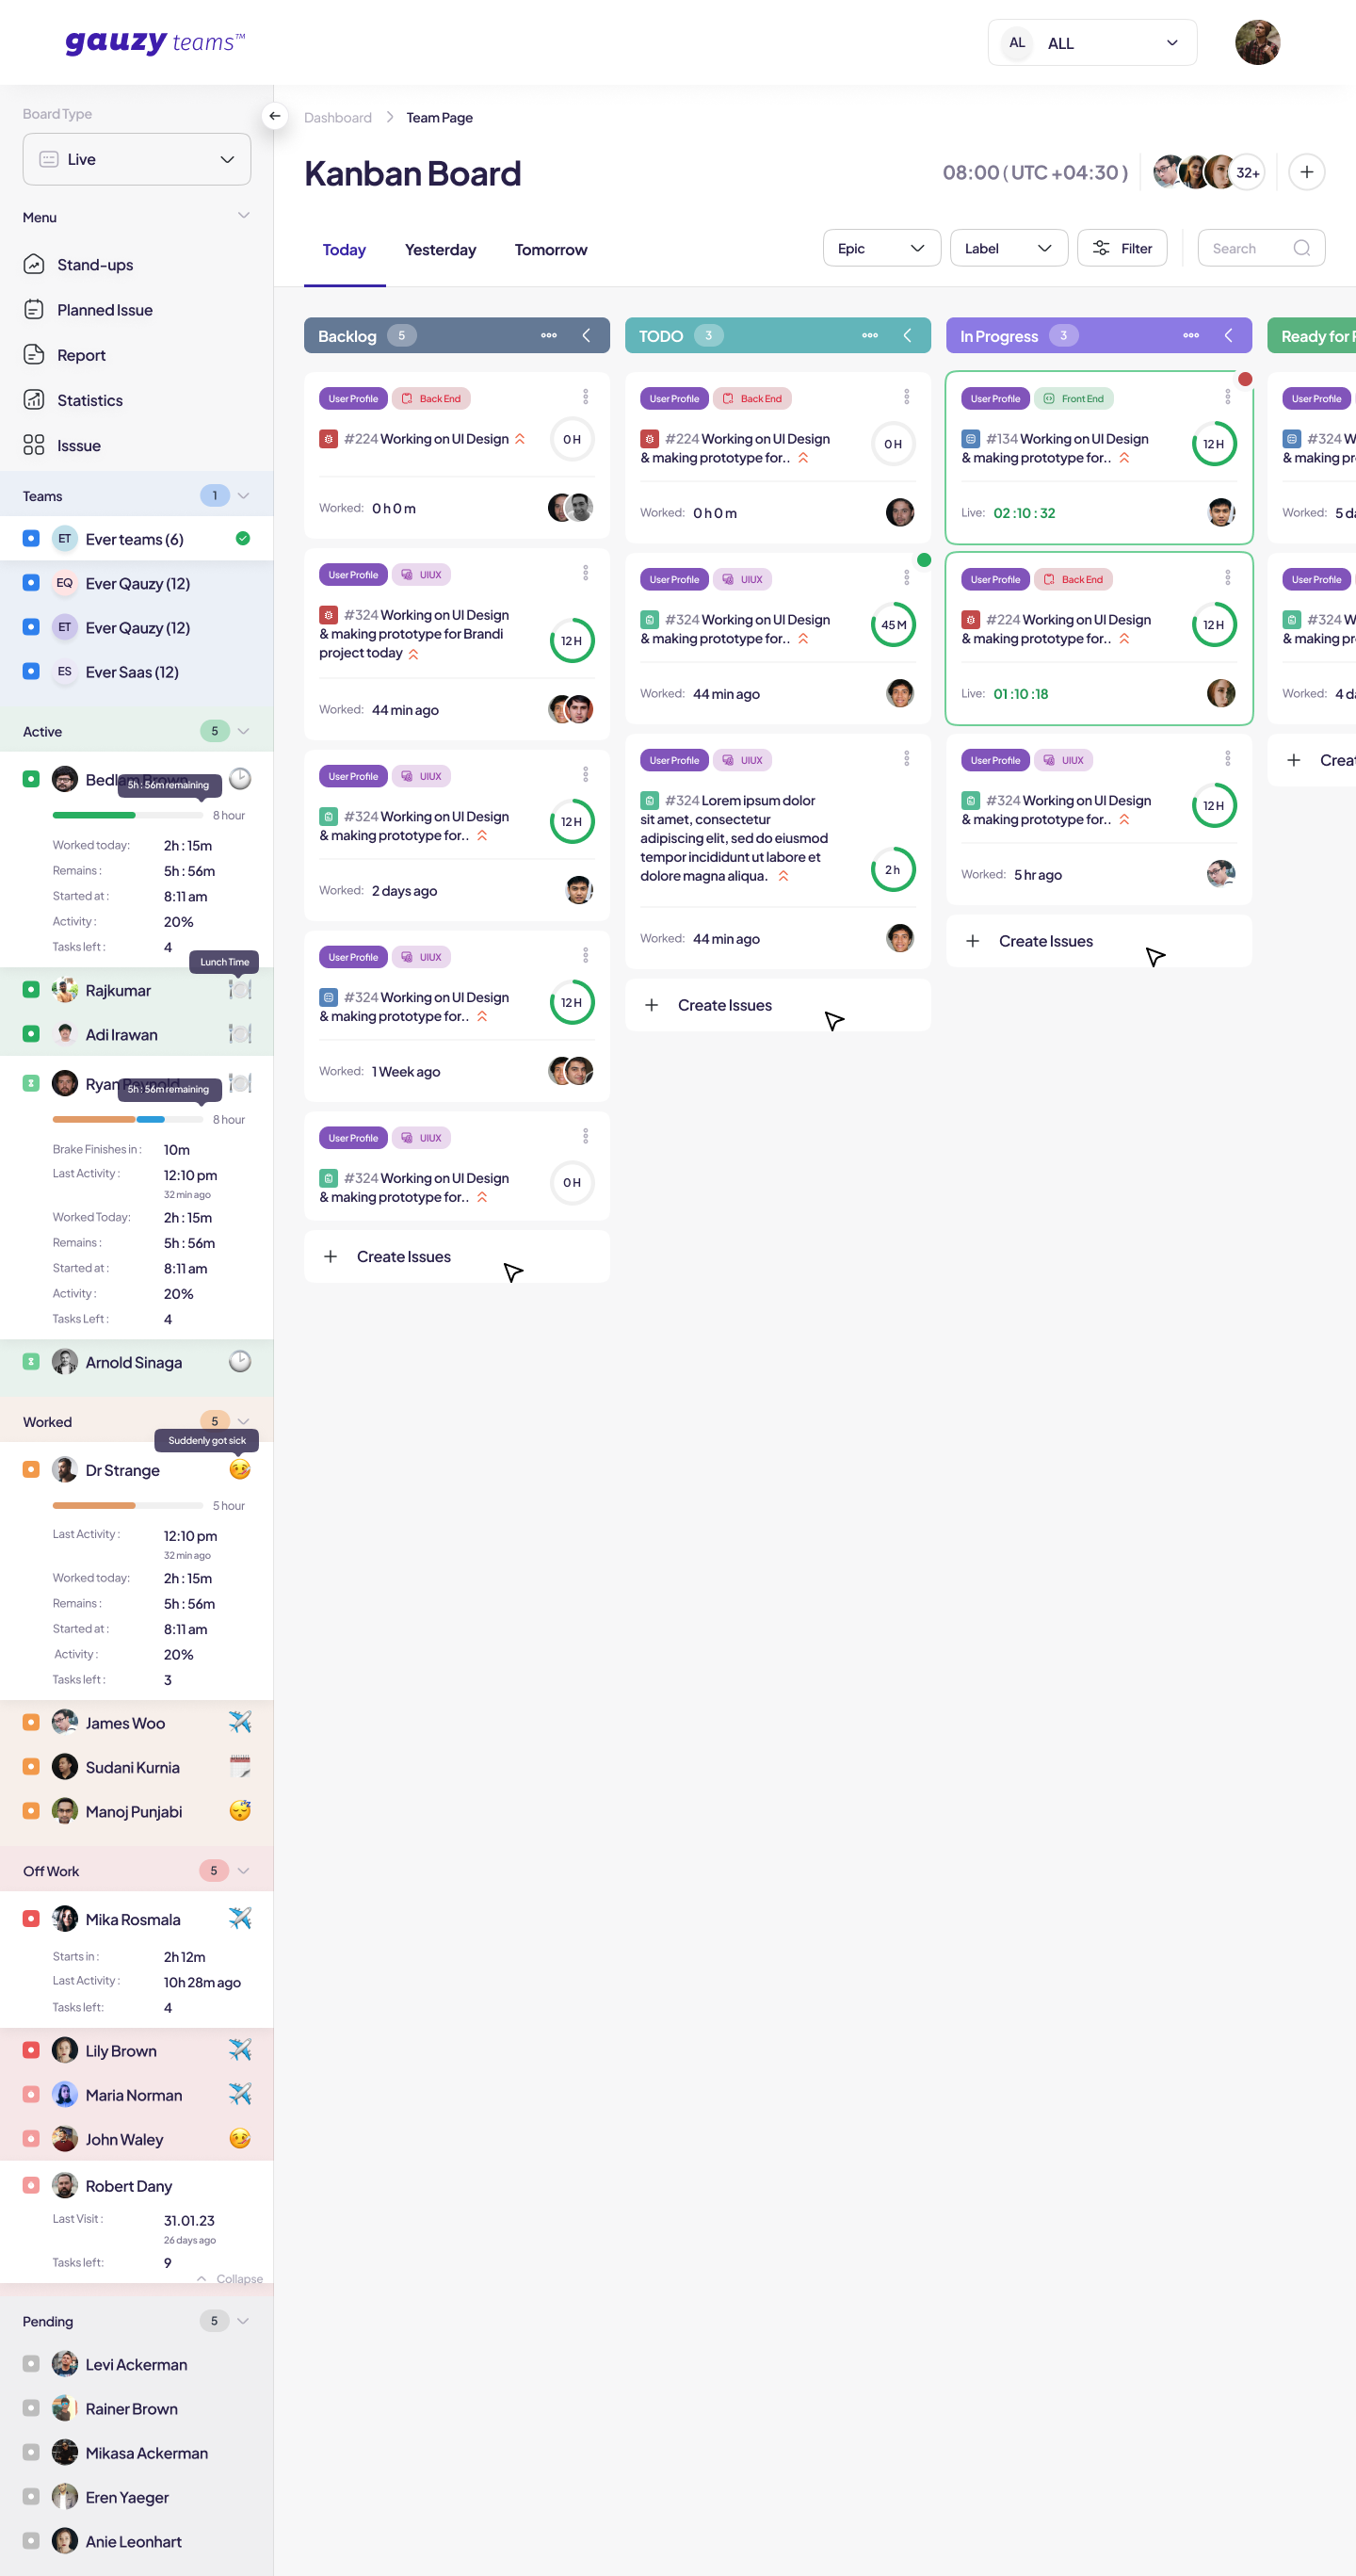 gauzy teams™
AL ALL
Board Type
Live
Menu
Stand-ups
Planned Issue
Report
Statistics
Isssue
Teams 1
ET Ever teams (6)
EQ Ever Qauzy (12)
ET Ever Qauzy (12)
ES Ever Saas (12)
Active 5
Bedlam Brown
5h : 56m remaining
8 hour
Worked today: 2h : 15m
Remains : 5h : 56m
Started at : 8:11 am
Activity : 20%
Tasks left : 4
Lunch Time
Rajkumar
Adi Irawan
Ryan Reynold
5h : 56m remaining
8 hour
Brake Finishes in : 10m
Last Activity : 12:10 pm
32 min ago
Worked Today: 2h : 15m
Remains : 5h : 56m
Started at : 8:11 am
Activity : 20%
Tasks Left : 4
Arnold Sinaga
Worked 5
Suddenly got sick
Dr Strange
5 hour
Last Activity : 12:10 pm
32 min ago
Worked today: 2h : 15m
Remains : 5h : 56m
Started at : 8:11 am
Activity : 20%
Tasks left : 3
James Woo
Sudani Kurnia
Manoj Punjabi
Off Work 5
Mika Rosmala
Starts in : 2h 12m
Last Activity : 10h 28m ago
Tasks left: 4
Lily Brown
Maria Norman
John Waley
Robert Dany
Last Visit : 31.01.23
26 days ago
Tasks left: 9
Collapse
Pending 5
Levi Ackerman
Rainer Brown
Mikasa Ackerman
Eren Yaeger
Anie Leonhart
Dashboard Team Page
Kanban Board
08:00 ( UTC +04:30 )
32+
Today Yesterday Tomorrow
Epic Label Filter Search
Backlog 5
User Profile Back End
#224 Working on UI Design
0 H
Worked: 0 h 0 m
User Profile UIUX
#324 Working on UI Design
& making prototype for Brandi
project today
12 H
Worked: 44 min ago
User Profile UIUX
#324 Working on UI Design
& making prototype for..
12 H
Worked: 2 days ago
User Profile UIUX
#324 Working on UI Design
& making prototype for..
12 H
Worked: 1 Week ago
User Profile UIUX
#324 Working on UI Design
& making prototype for..
0 H
Create Issues
TODO 3
User Profile Back End
#224 Working on UI Design
& making prototype for..
0 H
Worked: 0 h 0 m
User Profile UIUX
#324 Working on UI Design
& making prototype for..
45 M
Worked: 44 min ago
User Profile UIUX
#324 Lorem ipsum dolor
sit amet, consectetur
adipiscing elit, sed do eiusmod
tempor incididunt ut labore et
dolore magna aliqua.
2 h
Worked: 44 min ago
Create Issues
In Progress 3
User Profile Front End
#134 Working on UI Design
& making prototype for..
12 H
Live: 02 :10 : 32
User Profile Back End
#224 Working on UI Design
& making prototype for..
12 H
Live: 01 :10 :18
User Profile UIUX
#324 Working on UI Design
& making prototype for..
12 H
Worked: 5 hr ago
Create Issues
Ready for
User Profile
#324
& making
Worked: 5
User Profile
#324
& making
Worked: 4